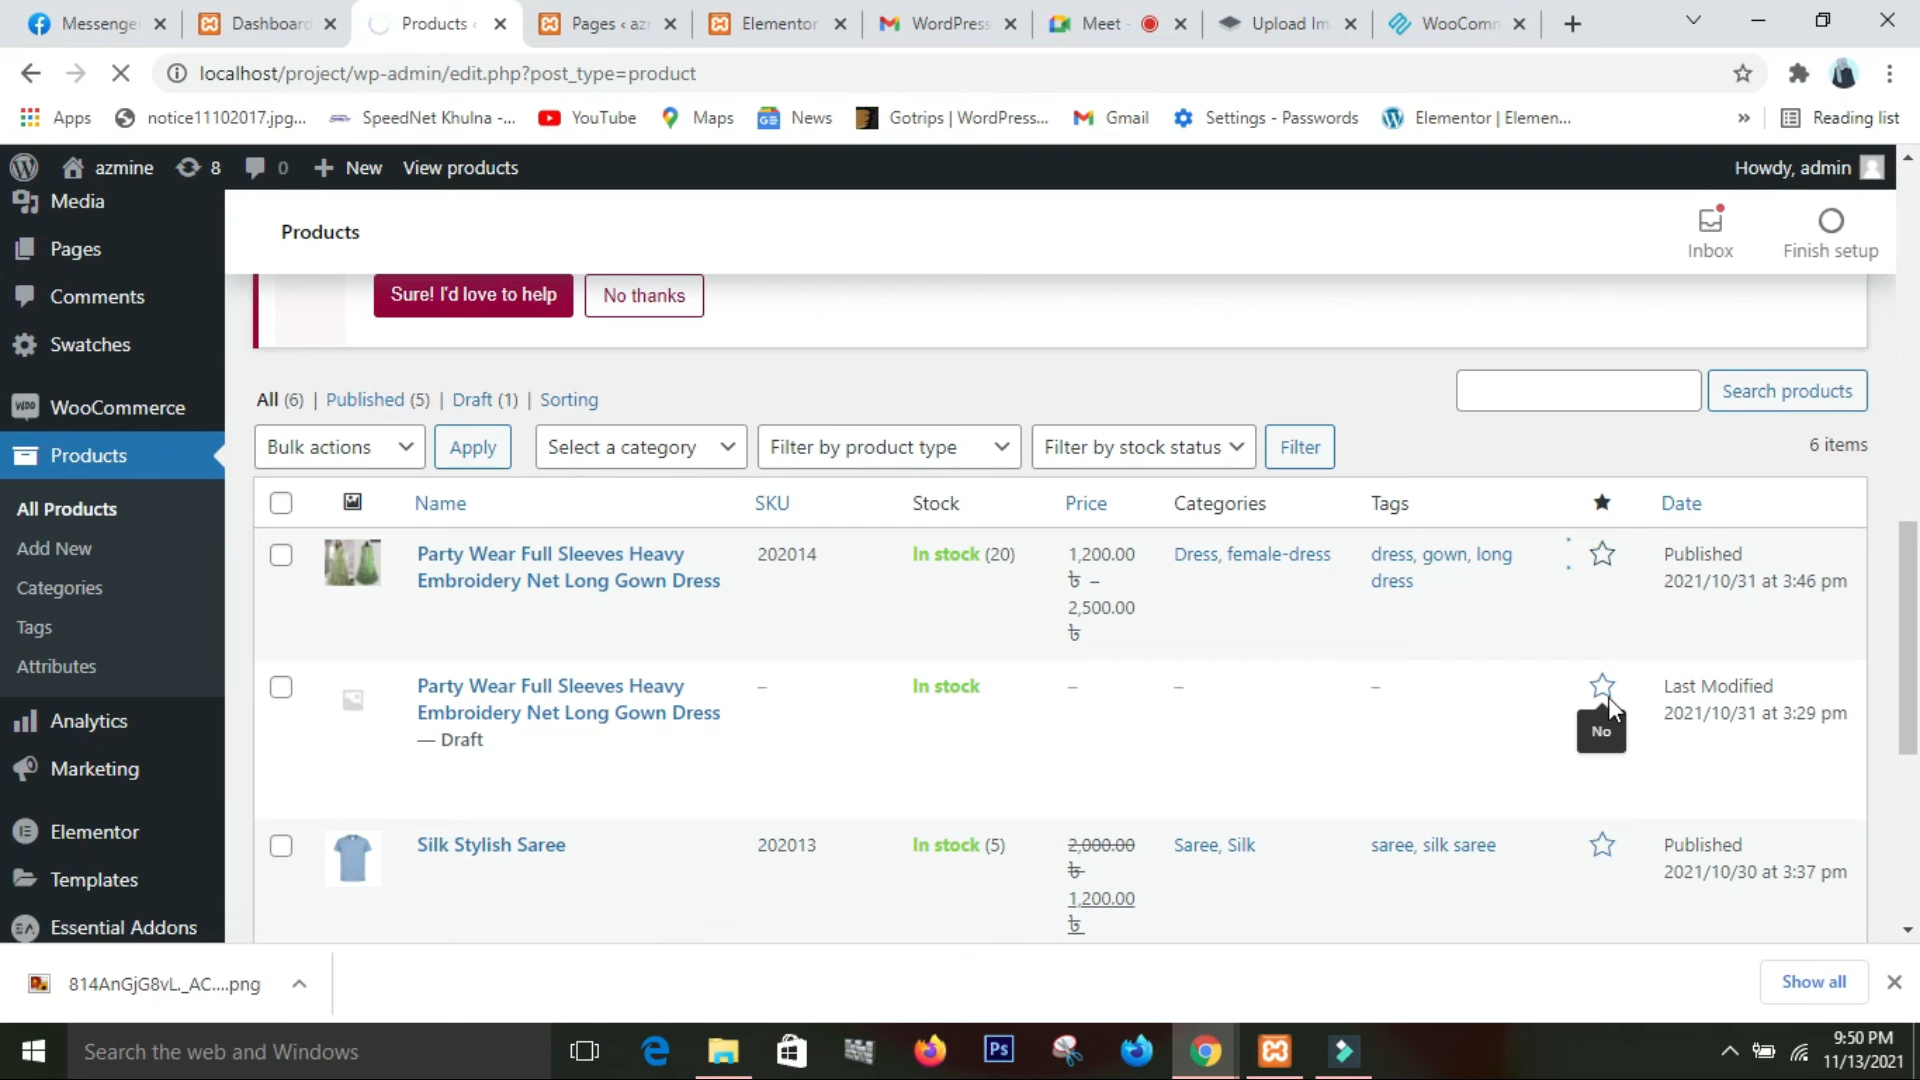 Messenge
Dashboard
Products ‹
Pages ‹ az
Elementor
WordPress
Meet -
Upload Im
WooComm
localhost/project/wp-admin/edit.php?post_type=product
Apps
notice11102017.jpg...
SpeedNet Khulna -...
YouTube
Maps
News
Gotrips | WordPress...
Gmail
Settings - Passwords
Elementor | Elemen...
»
Reading list
azmine
8
0
New
View products
Howdy, admin
Media
Pages
Comments
Swatches
WooCommerce
Products
All Products
Add New
Categories
Tags
Attributes
Analytics
Marketing
Elementor
Templates
Essential Addons
Products
Inbox
Finish setup
Sure! I'd love to help
No thanks
All (6) | Published (5) | Draft (1) | Sorting
Search products
Bulk actions
Apply
Select a category
Filter by product type
Filter by stock status
Filter
6 items
Name
SKU
Stock
Price
Categories
Tags
Date
Party Wear Full Sleeves Heavy
Embroidery Net Long Gown Dress
202014
In stock (20)
1,200.00
৳ –
2,500.00
৳
Dress, female-dress
dress, gown, long
dress
Published
2021/10/31 at 3:46 pm
Party Wear Full Sleeves Heavy
Embroidery Net Long Gown Dress
— Draft
–
In stock
–
–
–
No
Last Modified
2021/10/31 at 3:29 pm
Silk Stylish Saree
202013
In stock (5)
2,000.00
৳
1,200.00
৳
Saree, Silk
saree, silk saree
Published
2021/10/30 at 3:37 pm
814AnGjG8vL._AC....png
Show all
Search the web and Windows
Ps
9:50 PM
11/13/2021